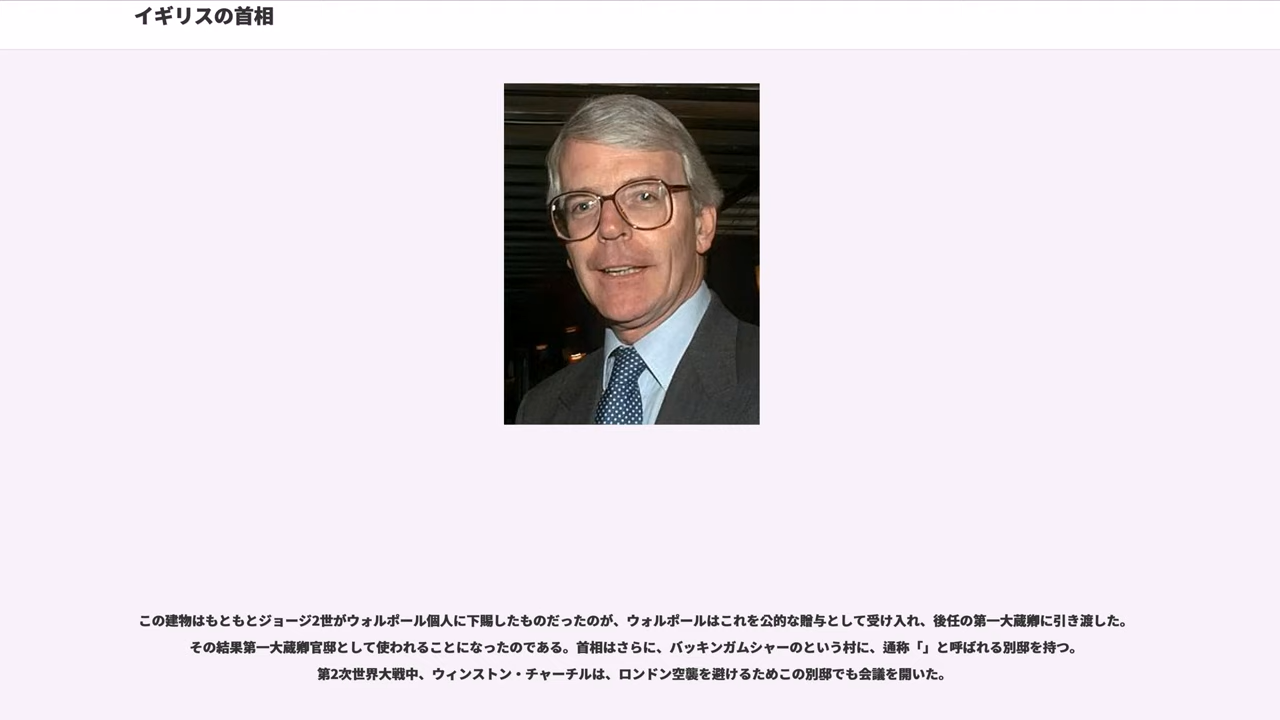 イギリスの首相
この建物はもともとジョージ2世がウォルポール個人に下賜したものだったのが、ウォルポールはこれを公的な贈与として受け入れ、後任の第一大蔵卿に引き渡した。
その結果第一大蔵卿官邸として使われることになったのである。首相はさらに、バッキンガムシャーのという村に、通称「」と呼ばれる別邸を持つ。
第2次世界大戦中、ウィンストン・チャーチルは、ロンドン空襲を避けるためこの別邸でも会議を開いた。